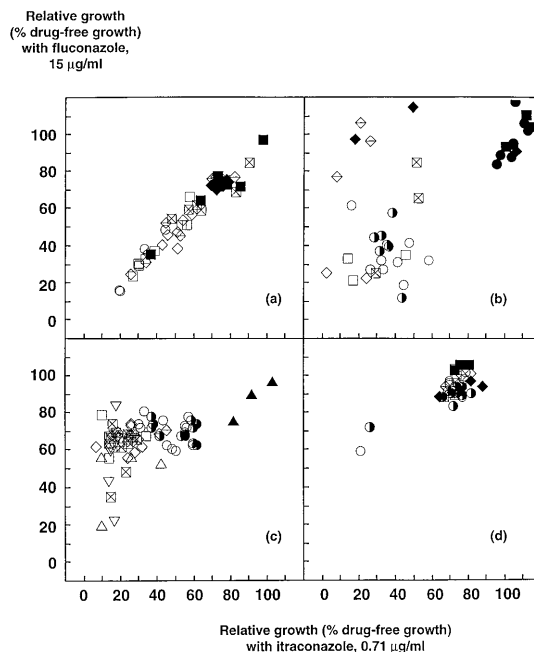 Relative growth
(% drug-free growth)
with fluconazole,
15 µg/ml
100
80
60
40
20
0
(a)
(b)
100
80
60
40
20
0
(c)
(d)
0 20 40 60 80 100 0 20 40 60 80 100
Relative growth (% drug-free growth)
with itraconazole, 0.71 µg/ml